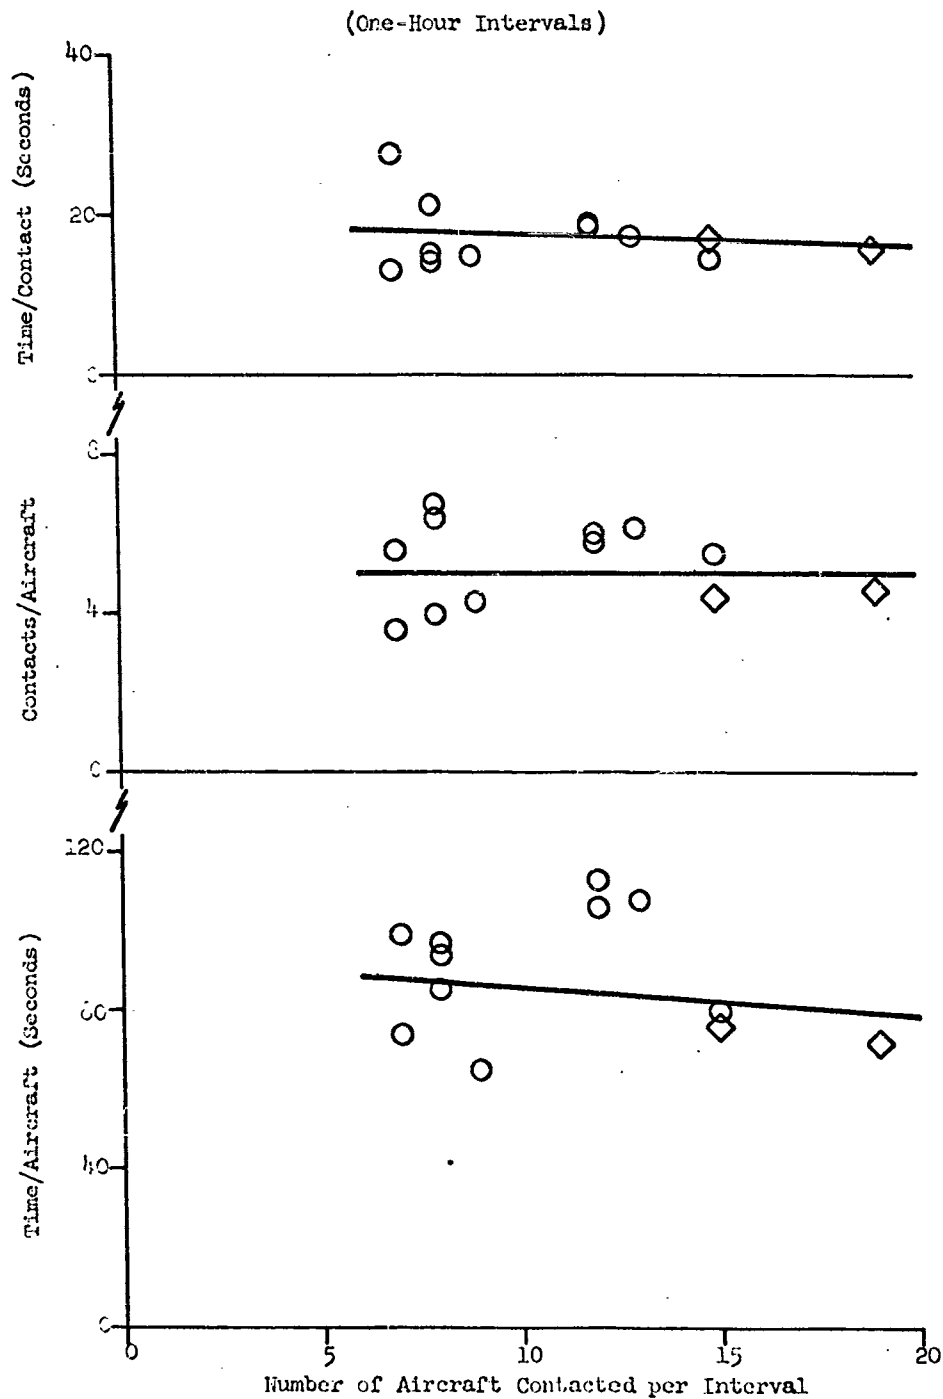 (One-Hour Intervals)
40
Time/Contact (Seconds)
20
0
8
Contacts/Aircraft
4
0
120
Time/Aircraft (Seconds)
80
40
0
0 5 10 15 20
Number of Aircraft Contacted per Interval